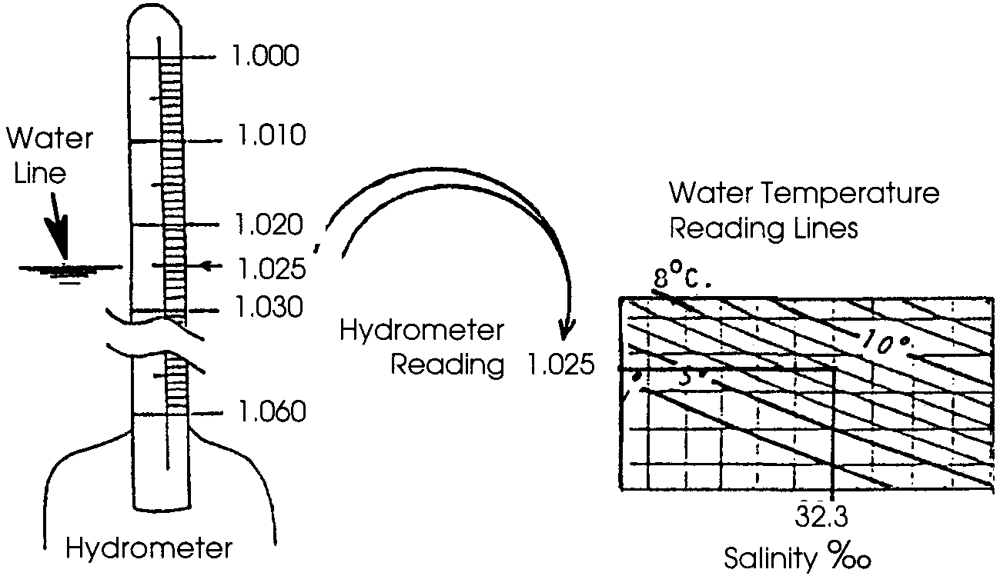 1.000
Water
Line
1.010
1.020
1.025
1.030
1.060
Hydrometer
Hydrometer
Reading 1.025
Water Temperature
Reading Lines
8°C.
10°
5°
32.3
Salinity ‰